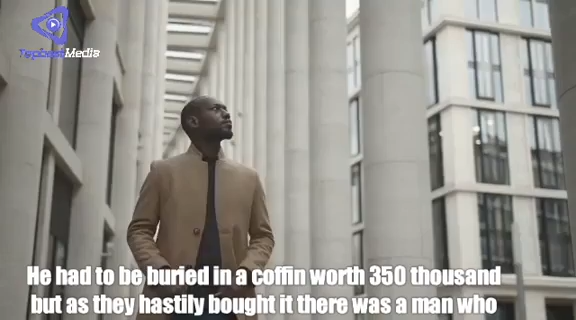 Media
He had to be buried in a coffin worth 350 thousand
but as they hastily bought it there was a man who